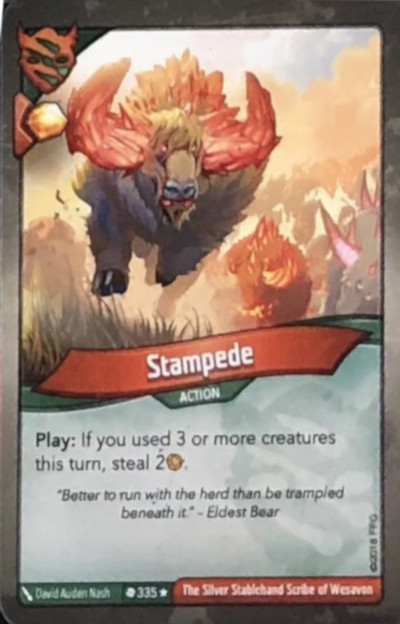 Stampede
ACTION
Play: If you used 3 or more creatures
this turn, steal 2.
"Better to run with the herd than be trampled
beneath it." – Eldest Bear
©2018 FFG
David Auden Nash
335★
The Silver Stablehand Scribe of Wesavon